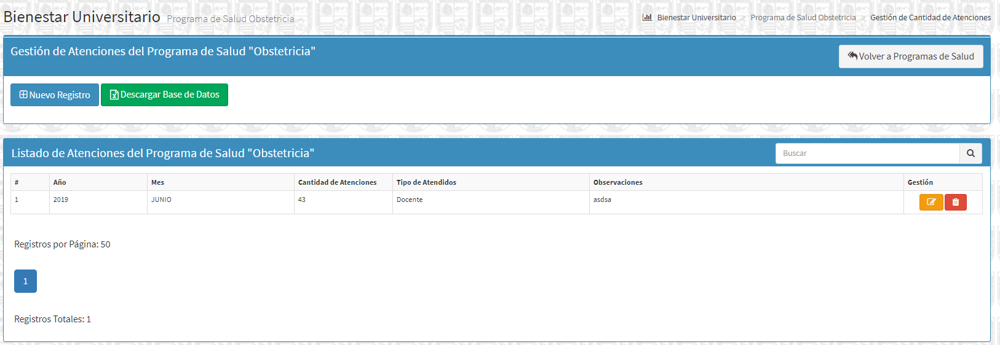 Bienestar Universitario Programa de Salud Obstetricia
Bienestar Universitario > Programa de Salud Obstetricia > Gestión de Cantidad de Atenciones
Gestión de Atenciones del Programa de Salud "Obstetricia"
Volver a Programas de Salud
Nuevo Registro
Descargar Base de Datos
Listado de Atenciones del Programa de Salud "Obstetricia"
Buscar
# Año Mes Cantidad de Atenciones Tipo de Atendidos Observaciones Gestión
1 2019 JUNIO 43 Docente asdsa
Registros por Página: 50
1
Registros Totales: 1